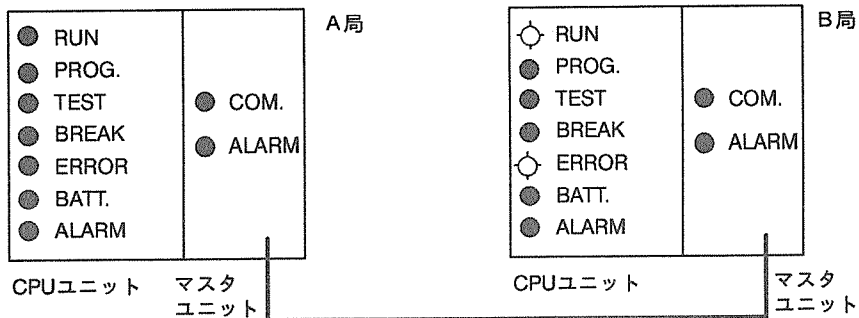 A局
RUN
PROG.
TEST
BREAK
ERROR
BATT.
ALARM
COM.
ALARM
CPUユニット
マスタ
ユニット
B局
RUN
PROG.
TEST
BREAK
ERROR
BATT.
ALARM
COM.
ALARM
CPUユニット
マスタ
ユニット